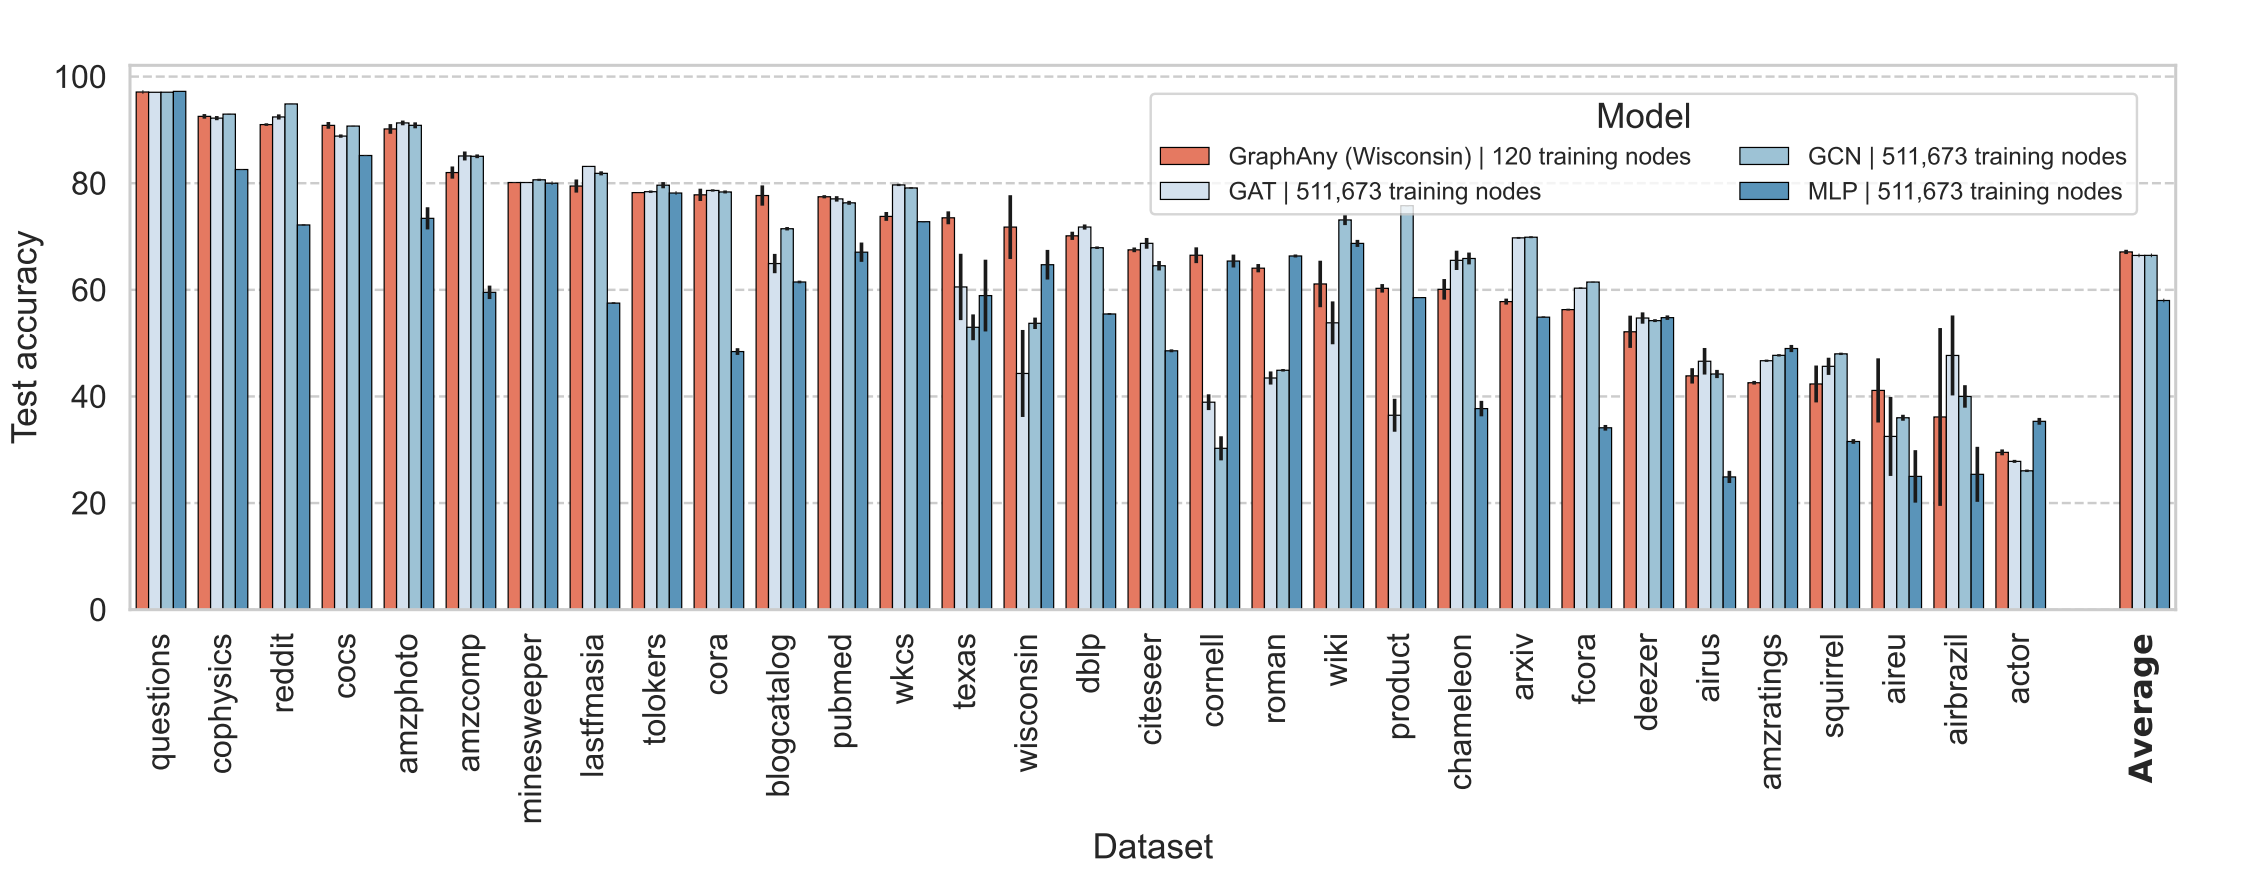 100
80
60
40
20
0
Test accuracy
Model
GraphAny (Wisconsin) | 120 training nodes
GAT | 511,673 training nodes
GCN | 511,673 training nodes
MLP | 511,673 training nodes
questions
cophysics
reddit
cocs
amzphoto
amzcomp
minesweeper
lastfmasia
tolokers
cora
blogcatalog
pubmed
wkcs
texas
wisconsin
dblp
citeseer
cornell
roman
wiki
product
chameleon
arxiv
fcora
deezer
airus
amzratings
squirrel
aireu
airbrazil
actor
Average
Dataset